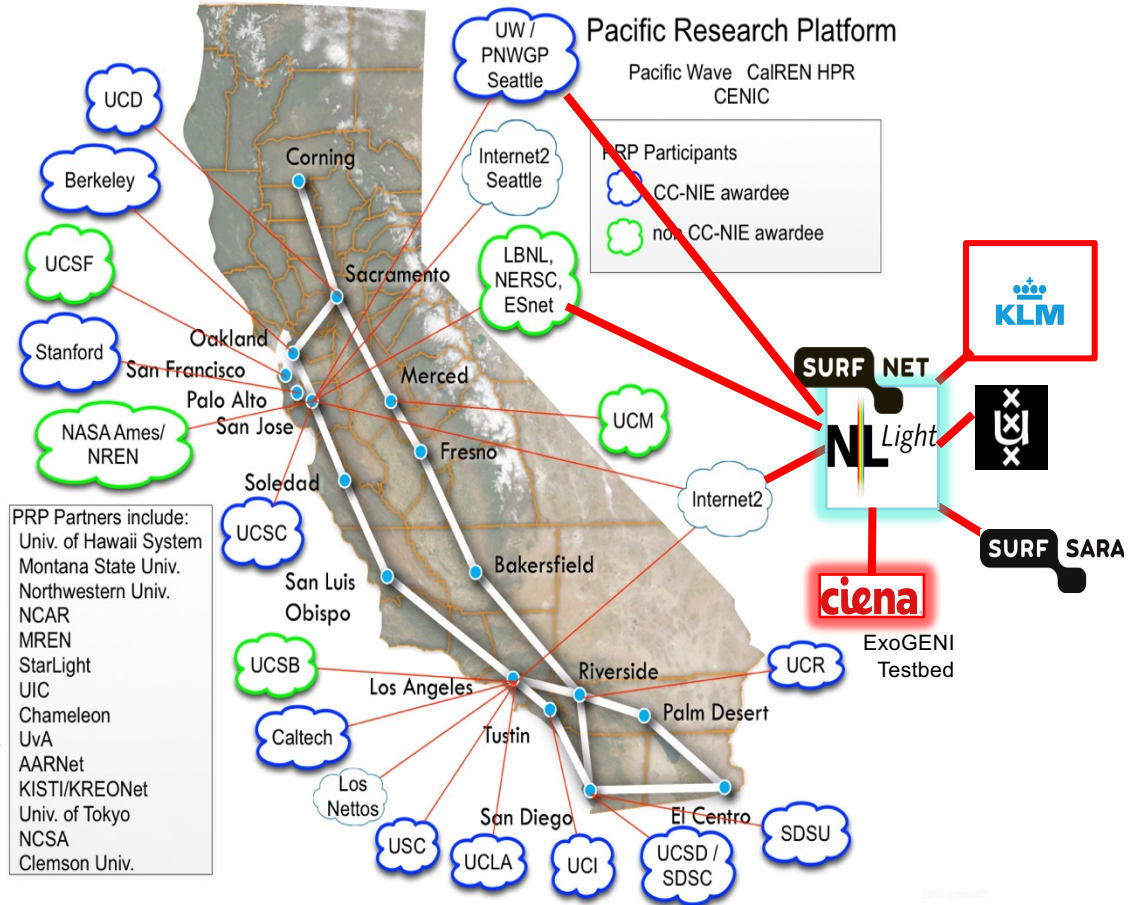 Pacific Research Platform
Pacific Wave CalREN HPR
CENIC
UW /
PNWGP
Seattle
UCD
Internet2
Seattle
PRP Participants
CC-NIE awardee
non CC-NIE awardee
Corning
Berkeley
UCSF
LBNL,
NERSC,
ESnet
Sacramento
KLM
Oakland
Stanford
San Francisco
SURF NET
Merced
Palo Alto
San Jose
NASA Ames/
NREN
UCM
NL Light
U
Fresno
Soledad
Internet2
UCSC
PRP Partners include:
Univ. of Hawaii System
Montana State Univ.
Northwestern Univ.
NCAR
MREN
StarLight
UIC
Chameleon
UvA
AARNet
KISTI/KREONet
Univ. of Tokyo
NCSA
Clemson Univ.
SURF SARA
San Luis
Obispo
Bakersfield
ciena
ExoGENI
Testbed
UCSB
Los Angeles
Riverside
UCR
Caltech
Tustin
Palm Desert
Los
Nettos
San Diego
El Centro
USC
UCLA
UCI
UCSD /
SDSC
SDSU